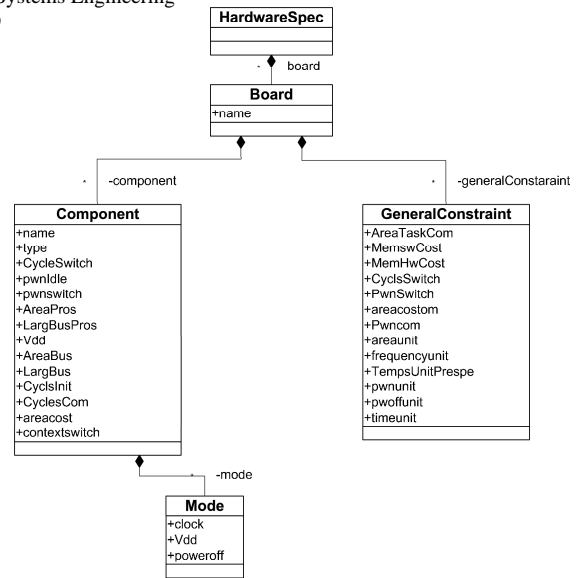 Systems Engineering
)
HardwareSpec
* board
Board
+name
* -component
* -generalConstaraint
Component
+name
+type
+CycleSwitch
+pwnIdle
+pwnswitch
+AreaPros
+LargBusPros
+Vdd
+AreaBus
+LargBus
+CyclsInit
+CyclesCom
+areacost
+contextswitch
GeneralConstraint
+AreaTaskCom
+MemswCost
+MemHwCost
+CyclsSwitch
+PwnSwitch
+areacostom
+Pwncom
+areaunit
+frequencyunit
+TempsUnitPrespe
+pwnunit
+pwoffunit
+timeunit
* -mode
Mode
+clock
+Vdd
+poweroff